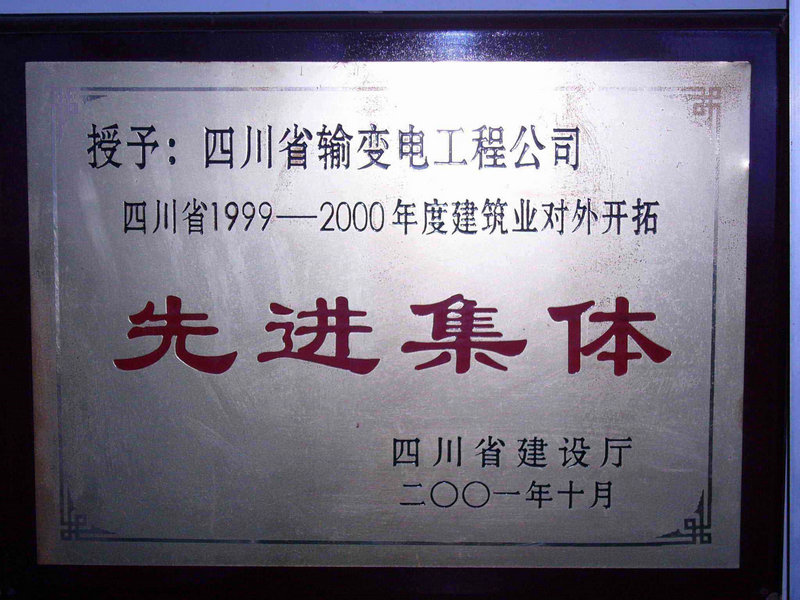 授予：四川省输变电工程公司
四川省1999—2000年度建筑业对外开拓
先进集体
四川省建设厅
二〇〇一年十月